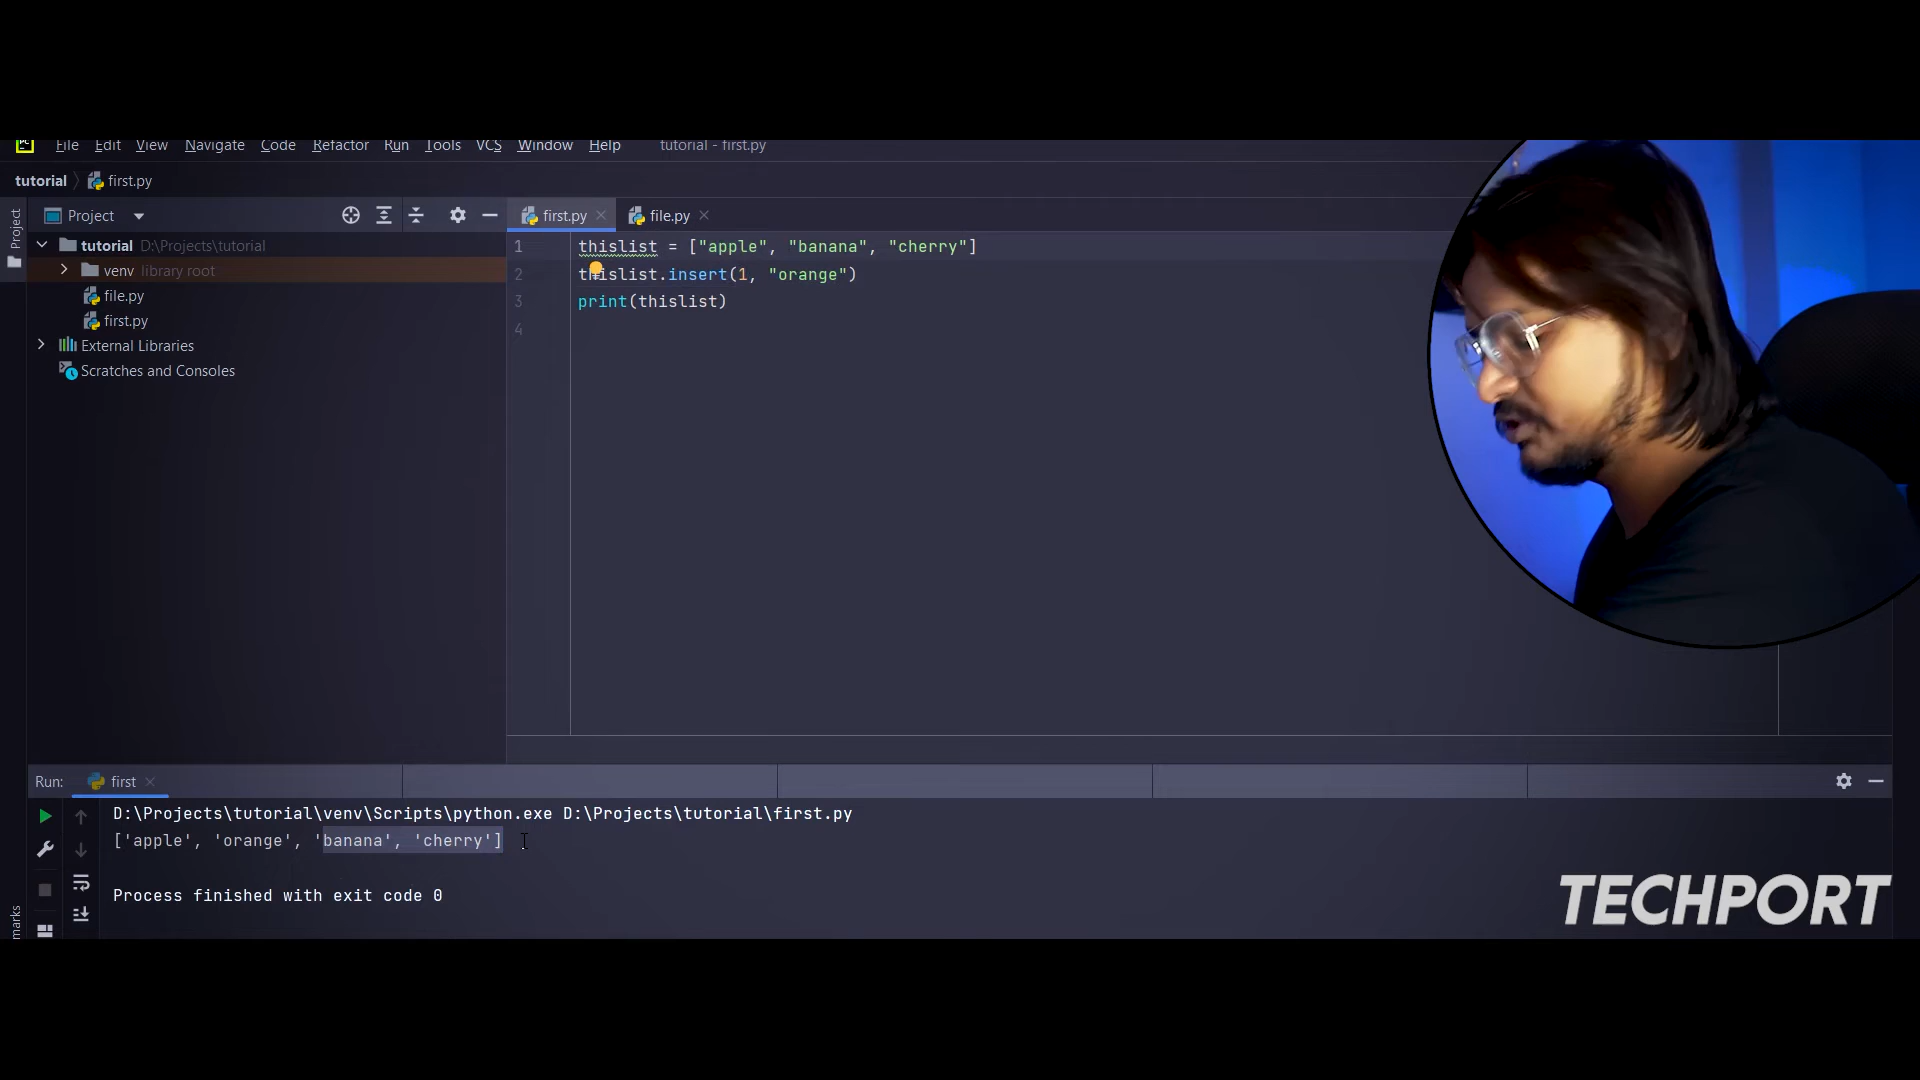 File Edit View Navigate Code Refactor Run Tools VCS Window Help tutorial - first.py
tutorial first.py
Project
Project
first.py
file.py
tutorial D:\Projects\tutorial
venv library root
file.py
first.py
External Libraries
Scratches and Consoles
1 thislist = ["apple", "banana", "cherry"]
2 thislist.insert(1, "orange")
3 print(thislist)
4
Run: first
D:\Projects\tutorial\venv\Scripts\python.exe D:\Projects\tutorial\first.py
['apple', 'orange', 'banana', 'cherry']
Process finished with exit code 0
marks
TECHPORT